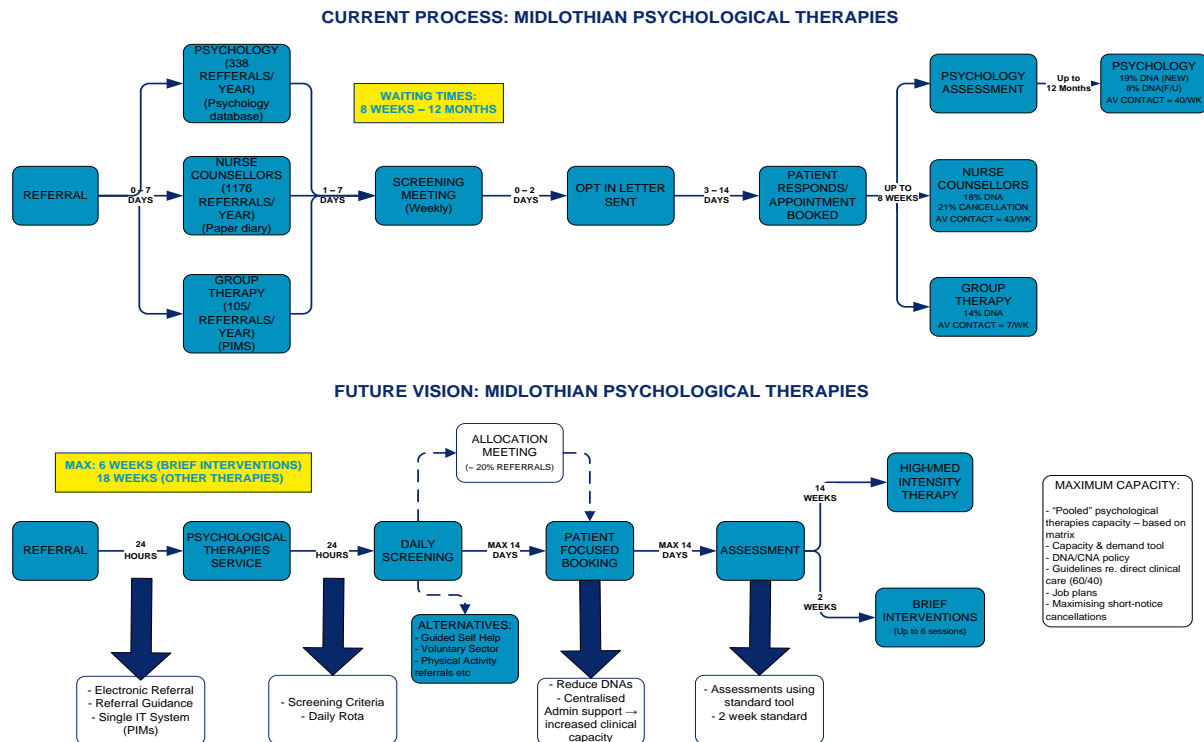 CURRENT PROCESS: MIDLOTHIAN PSYCHOLOGICAL THERAPIES
REFERRAL
0 – 7
DAYS
PSYCHOLOGY
(338
REFFERALS/
YEAR)
(Psychology
database)
NURSE
COUNSELLORS
(1176
REFERRALS/
YEAR)
(Paper diary)
GROUP
THERAPY
(105/
REFERRALS/
YEAR)
(PIMS)
1 – 7
DAYS
WAITING TIMES:
8 WEEKS – 12 MONTHS
SCREENING
MEETING
(Weekly)
0 – 2
DAYS
OPT IN LETTER
SENT
3 – 14
DAYS
PATIENT
RESPONDS/
APPOINTMENT
BOOKED
UP TO
8 WEEKS
PSYCHOLOGY
ASSESSMENT
Up to
12 Months
PSYCHOLOGY
19% DNA (NEW)
8% DNA(F/U)
AV CONTACT = 40/WK
NURSE
COUNSELLORS
18% DNA
21% CANCELLATION
AV CONTACT = 43/WK
GROUP
THERAPY
14% DNA
AV CONTACT = 7/WK
FUTURE VISION: MIDLOTHIAN PSYCHOLOGICAL THERAPIES
MAX: 6 WEEKS (BRIEF INTERVENTIONS)
18 WEEKS (OTHER THERAPIES)
REFERRAL
24
HOURS
PSYCHOLOGICAL
THERAPIES
SERVICE
24
HOURS
DAILY
SCREENING
ALLOCATION
MEETING
(~ 20% REFERRALS)
MAX 14
DAYS
PATIENT
FOCUSED
BOOKING
MAX 14
DAYS
ASSESSMENT
14
WEEKS
HIGH/MED
INTENSITY
THERAPY
2
WEEKS
BRIEF
INTERVENTIONS
(Up to 6 sessions)
MAXIMUM CAPACITY:
- “Pooled” psychological
therapies capacity – based on
matrix
- Capacity & demand tool
- DNA/CNA policy
- Guidelines re. direct clinical
care (60/40)
- Job plans
- Maximising short-notice
cancellations
ALTERNATIVES:
- Guided Self Help
- Voluntary Sector
- Physical Activity
referrals etc
- Electronic Referral
- Referral Guidance
- Single IT System
(PIMs)
- Screening Criteria
- Daily Rota
- Reduce DNAs
- Centralised
Admin support →
increased clinical
capacity
- Assessments using
standard tool
- 2 week standard